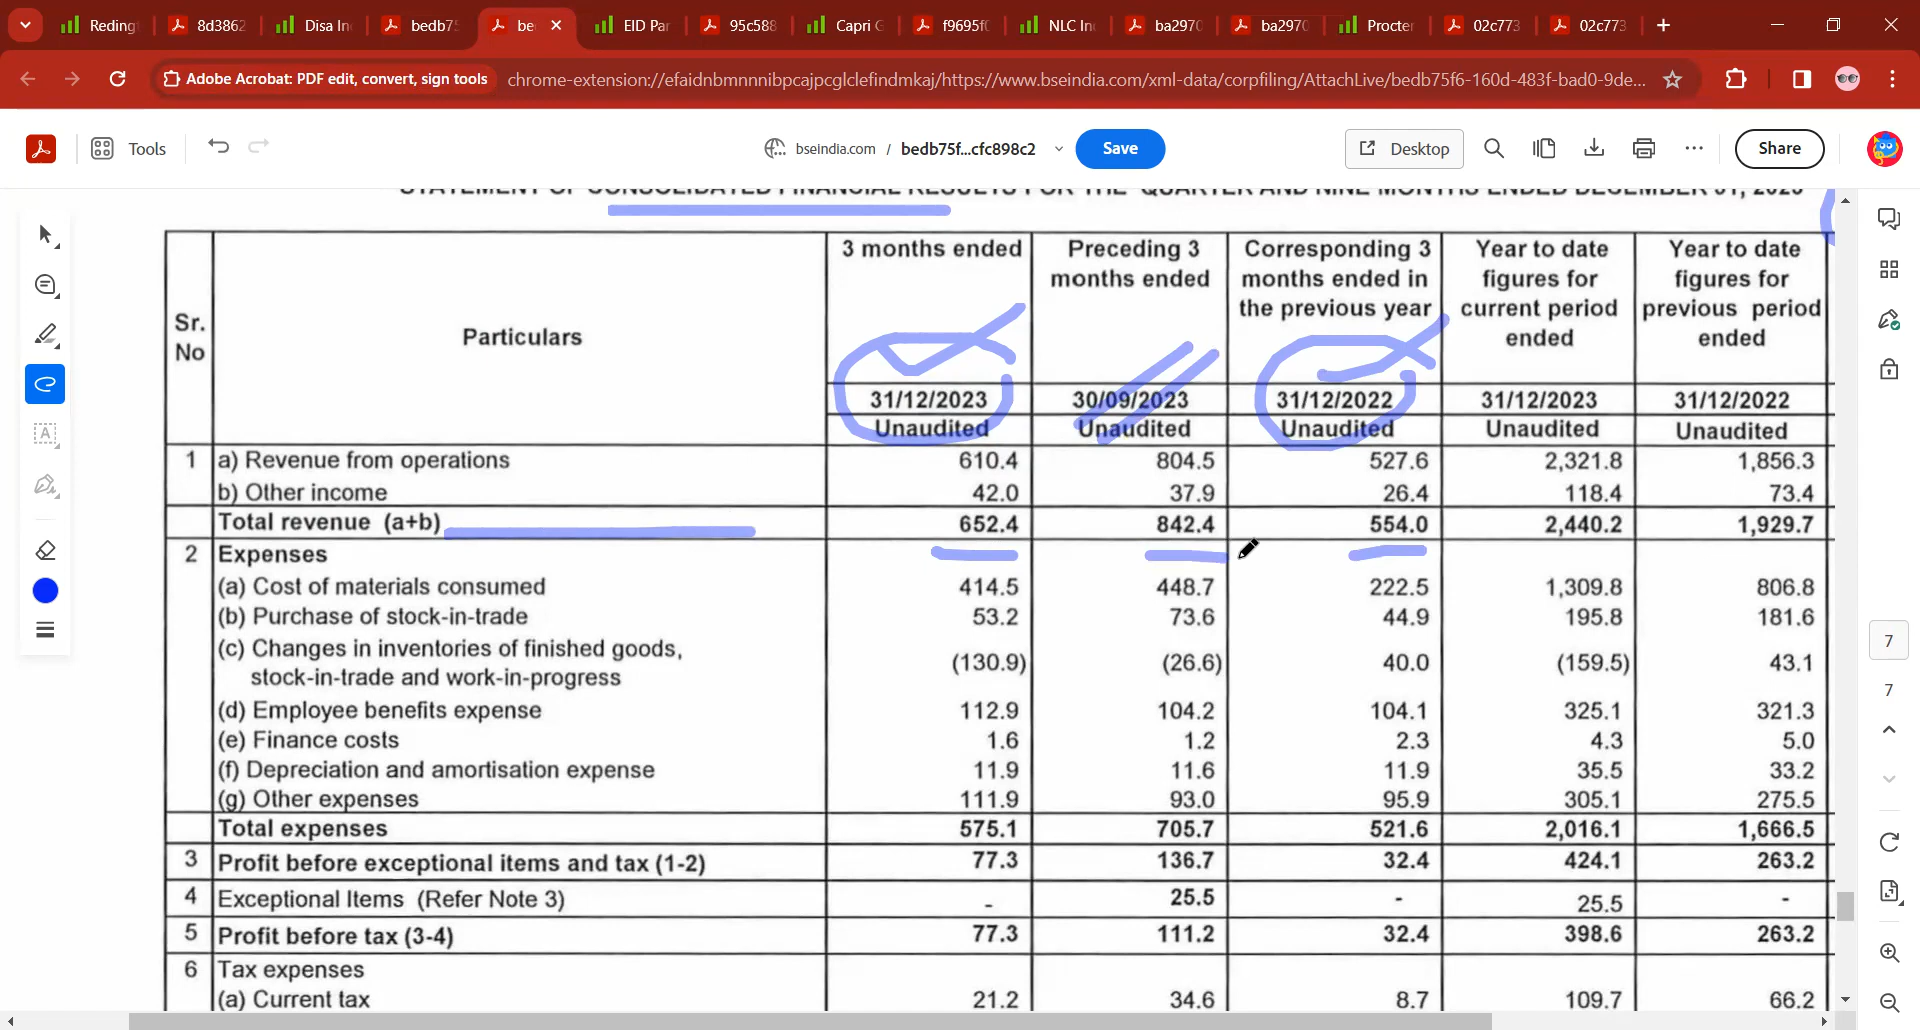 Reding
8d3862
Disa In
bedb75
be
EID Par
95c588
Capri G
f9695f0
NLC In
ba2970
ba2970
Procter
02c773
02c773
Adobe Acrobat: PDF edit, convert, sign tools
chrome-extension://efaidnbmnnnibpcajpcglclefindmkaj/https://www.bseindia.com/xml-data/corpfiling/AttachLive/bedb75f6-160d-483f-bad0-9de...
Tools
bseindia.com / bedb75f...cfc898c2
Save
Desktop
Share
STATEMENT OF CONSOLIDATED FINANCIAL RESULTS FOR THE QUARTER AND NINE MONTHS ENDED DECEMBER 31, 2023
Sr. No Particulars 3 months ended Preceding 3 months ended Corresponding 3 months ended in the previous year Year to date figures for current period ended Year to date figures for previous period ended
31/12/2023 30/09/2023 31/12/2022 31/12/2023 31/12/2022
Unaudited Unaudited Unaudited Unaudited Unaudited
1 a) Revenue from operations 610.4 804.5 527.6 2,321.8 1,856.3
b) Other income 42.0 37.9 26.4 118.4 73.4
Total revenue (a+b) 652.4 842.4 554.0 2,440.2 1,929.7
2 Expenses
(a) Cost of materials consumed 414.5 448.7 222.5 1,309.8 806.8
(b) Purchase of stock-in-trade 53.2 73.6 44.9 195.8 181.6
(c) Changes in inventories of finished goods,
stock-in-trade and work-in-progress (130.9) (26.6) 40.0 (159.5) 43.1
(d) Employee benefits expense 112.9 104.2 104.1 325.1 321.3
(e) Finance costs 1.6 1.2 2.3 4.3 5.0
(f) Depreciation and amortisation expense 11.9 11.6 11.9 35.5 33.2
(g) Other expenses 111.9 93.0 95.9 305.1 275.5
Total expenses 575.1 705.7 521.6 2,016.1 1,666.5
3 Profit before exceptional items and tax (1-2) 77.3 136.7 32.4 424.1 263.2
4 Exceptional Items (Refer Note 3) - 25.5 - 25.5 -
5 Profit before tax (3-4) 77.3 111.2 32.4 398.6 263.2
6 Tax expenses
(a) Current tax 21.2 34.6 8.7 109.7 66.2
7
7